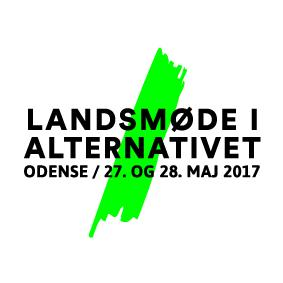 LANDSMØDE I
ALTERNATIVET
ODENSE / 27. OG 28. MAJ 2017